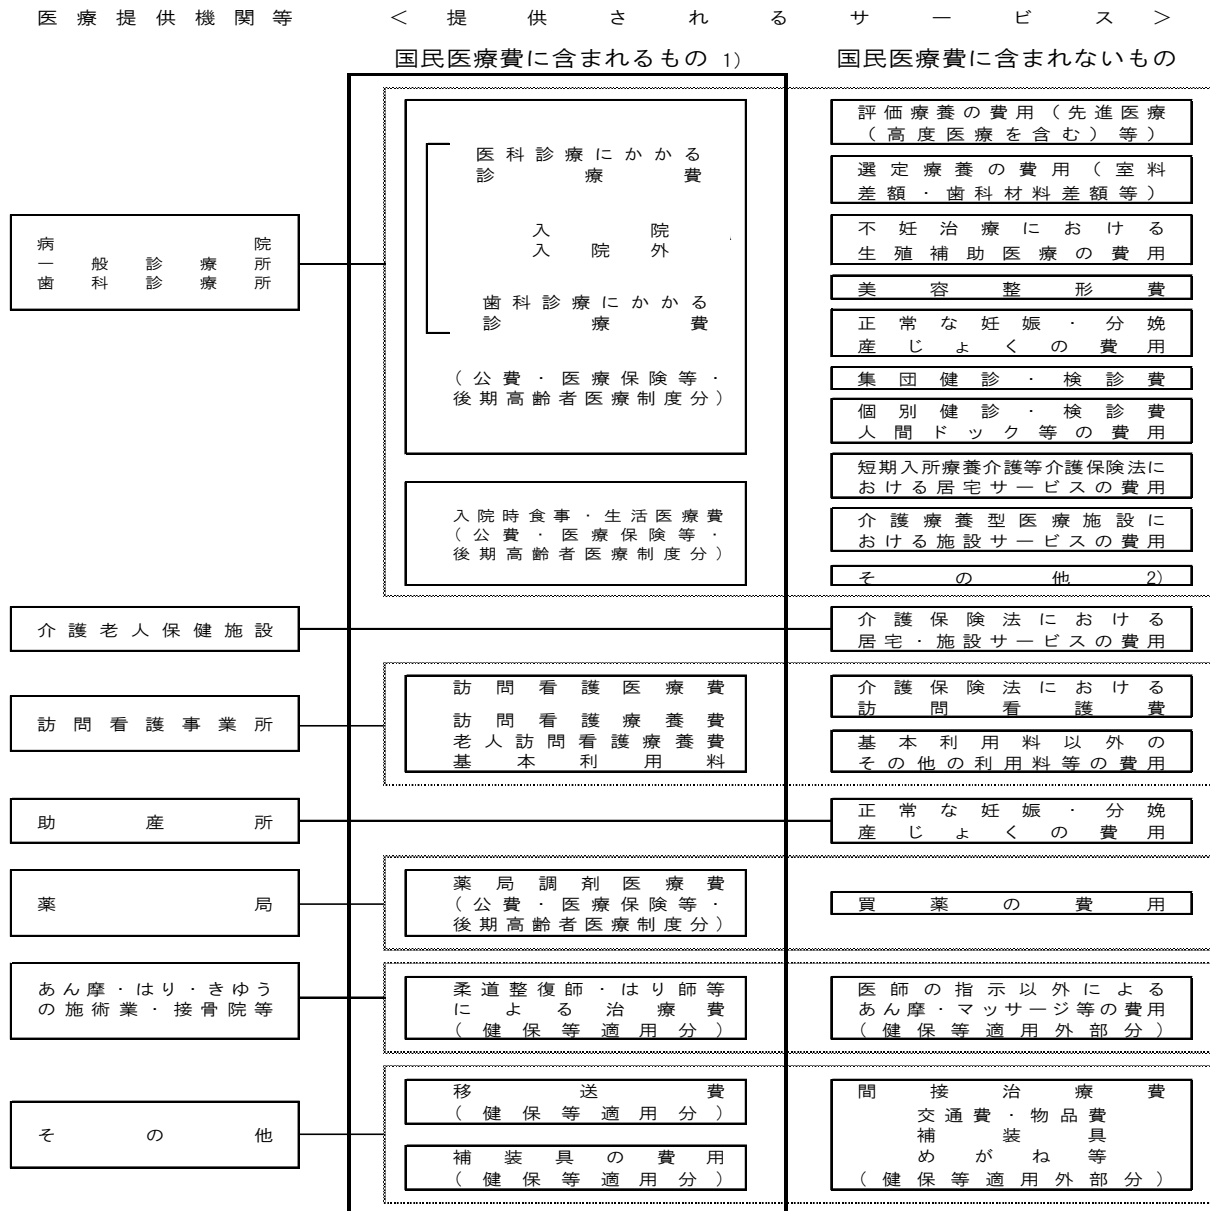 医療提供機関等
＜提供されるサービス＞
国民医療費に含まれるもの 1)
国民医療費に含まれないもの
病院
一般診療所
歯科診療所
医科診療にかかる
診療費
入院
入院外
歯科診療にかかる
診療費
（公費・医療保険等・
後期高齢者医療制度分）
入院時食事・生活医療費
（公費・医療保険等・
後期高齢者医療制度分）
評価療養の費用（先進医療
（高度医療を含む）等）
選定療養の費用（室料
差額・歯科材料差額等）
不妊治療における
生殖補助医療の費用
美容整形費
正常な妊娠・分娩
産じょくの費用
集団健診・検診費
個別健診・検診費
人間ドック等の費用
短期入所療養介護等介護保険法に
おける居宅サービスの費用
介護療養型医療施設に
おける施設サービスの費用
その他 2)
介護老人保健施設
介護保険法における
居宅・施設サービスの費用
訪問看護事業所
訪問看護医療費
訪問看護療養費
老人訪問看護療養費
基本利用料
介護保険法における
訪問看護費
基本利用料以外の
その他の利用料等の費用
助産所
正常な妊娠・分娩
産じょくの費用
薬局
薬局調剤医療費
（公費・医療保険等・
後期高齢者医療制度分）
買薬の費用
あん摩・はり・きゆう
の施術業・接骨院等
柔道整復師・はり師等
による治療費
（健保等適用分）
医師の指示以外による
あん摩・マッサージ等の費用
（健保等適用外部分）
その他
移送費
（健保等適用分）
補装具の費用
（健保等適用分）
間接治療費
交通費・物品費
補装具
めがね等
（健保等適用外部分）